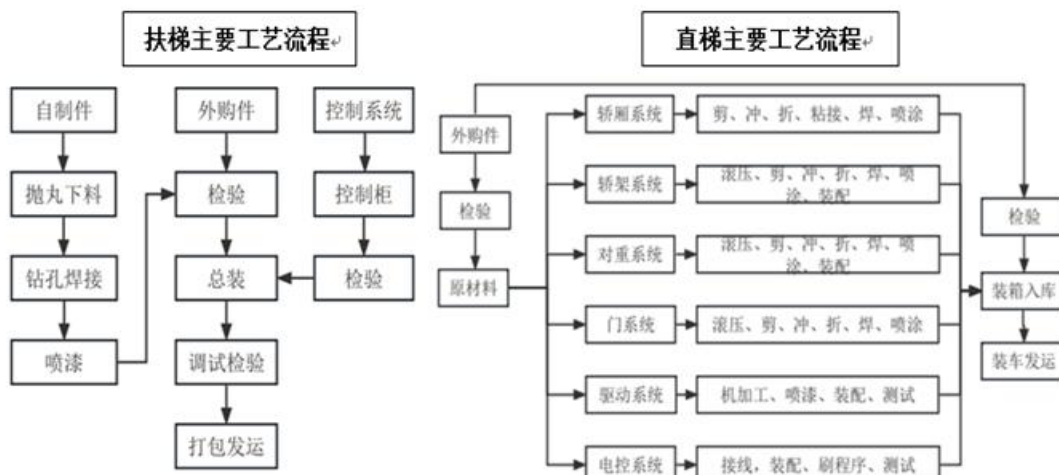 扶梯主要工艺流程
自制件
外购件
控制系统
抛丸下料
检验
控制柜
钻孔焊接
总装
检验
喷漆
调试检验
打包发运
直梯主要工艺流程
外购件
检验
原材料
轿厢系统
剪、冲、折、粘接、焊、喷涂
轿架系统
滚压、剪、冲、折、焊、喷
涂、装配
对重系统
滚压、剪、冲、折、焊、喷
涂、装配
门系统
滚压、剪、冲、折、焊、喷涂
驱动系统
机加工、喷漆、装配、测试
电控系统
接线，装配、刷程序、测试
检验
装箱入库
装车发运